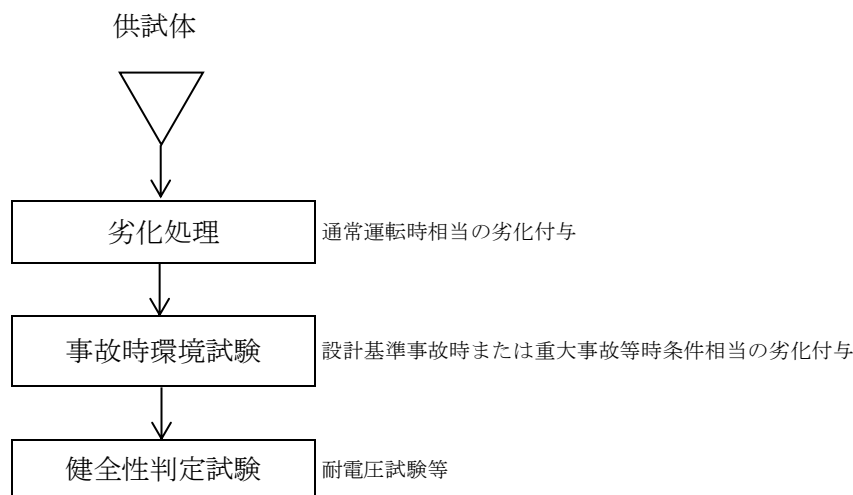 供試体
劣化処理
通常運転時相当の劣化付与
事故時環境試験
設計基準事故時または重大事故等時条件相当の劣化付与
健全性判定試験
耐電圧試験等